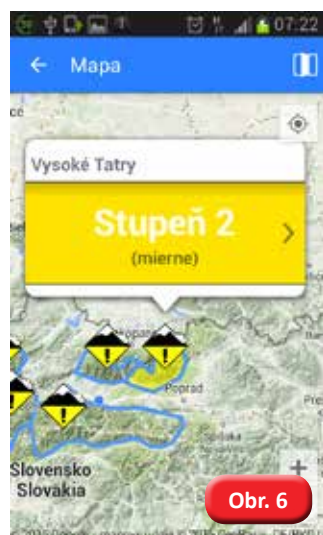 07:22
Mapa
Vysoké Tatry
Stupeň 2
(mierne)
Poprad
Slovensko
Slovakia
Obr. 6